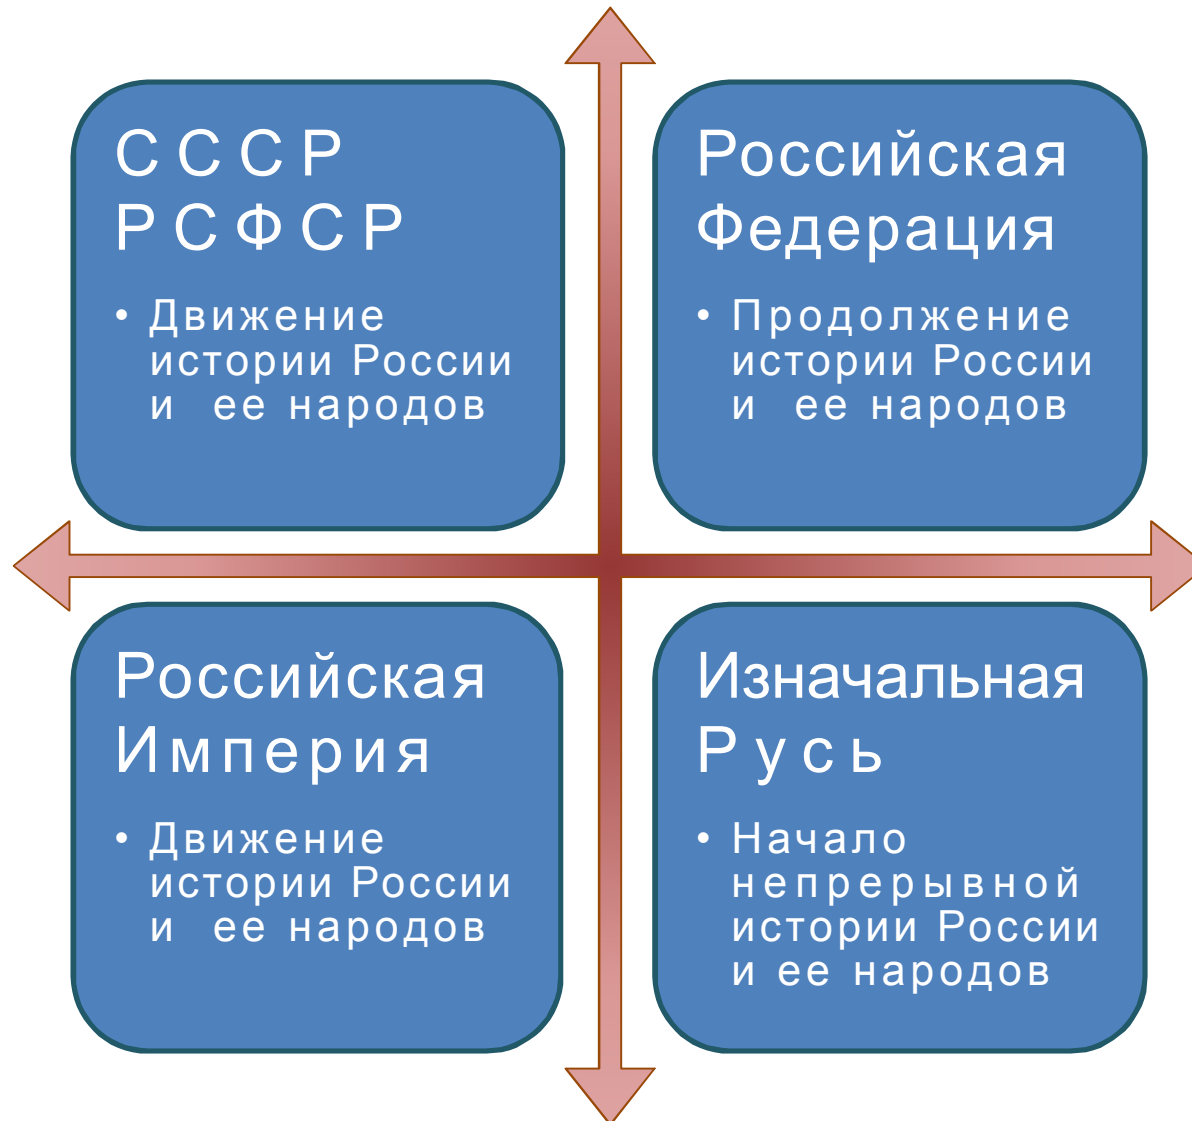 С С С Р
Р С Ф С Р
• Движение
истории России
и ее народов
Российская
Федерация
• Продолжение
истории России
и ее народов
Российская
Империя
• Движение
истории России
и ее народов
Изначальная
Русь
• Начало
непрерывной
истории России
и ее народов